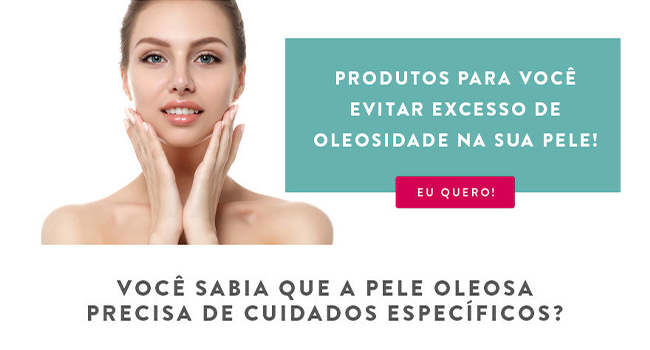 PRODUTOS PARA VOCÊ
EVITAR EXCESSO DE
OLEOSIDADE NA SUA PELE!
EU QUERO!
VOCÊ SABIA QUE A PELE OLEOSA
PRECISA DE CUIDADOS ESPECÍFICOS?